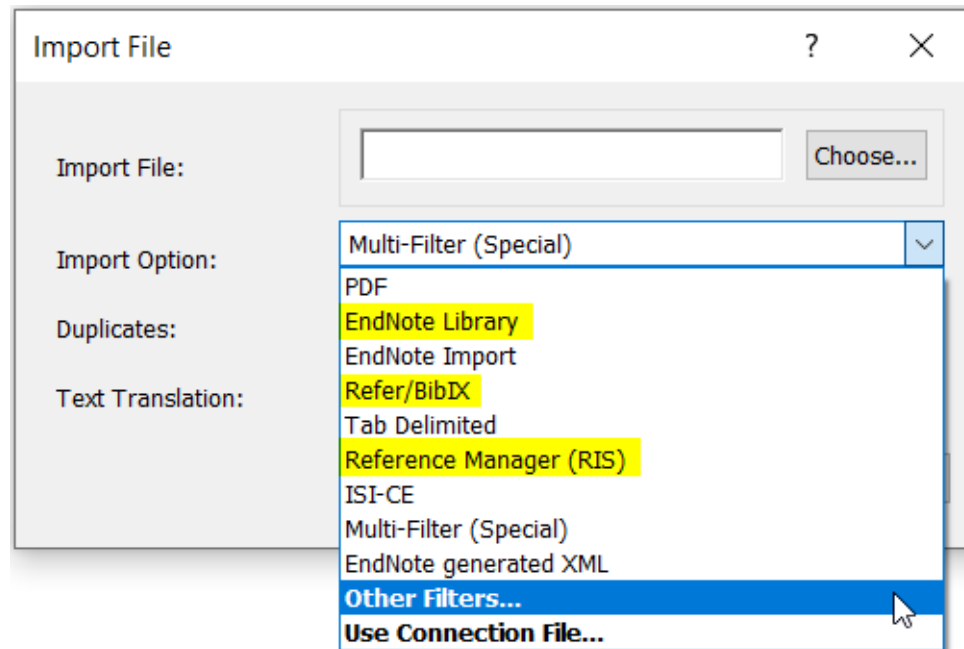 Import File ?
Import File:
Choose...
Import Option:
Multi-Filter (Special)
PDF
Duplicates:
EndNote Library
EndNote Import
Text Translation:
Refer/BibIX
Tab Delimited
Reference Manager (RIS)
ISI-CE
Multi-Filter (Special)
EndNote generated XML
Other Filters...
Use Connection File...